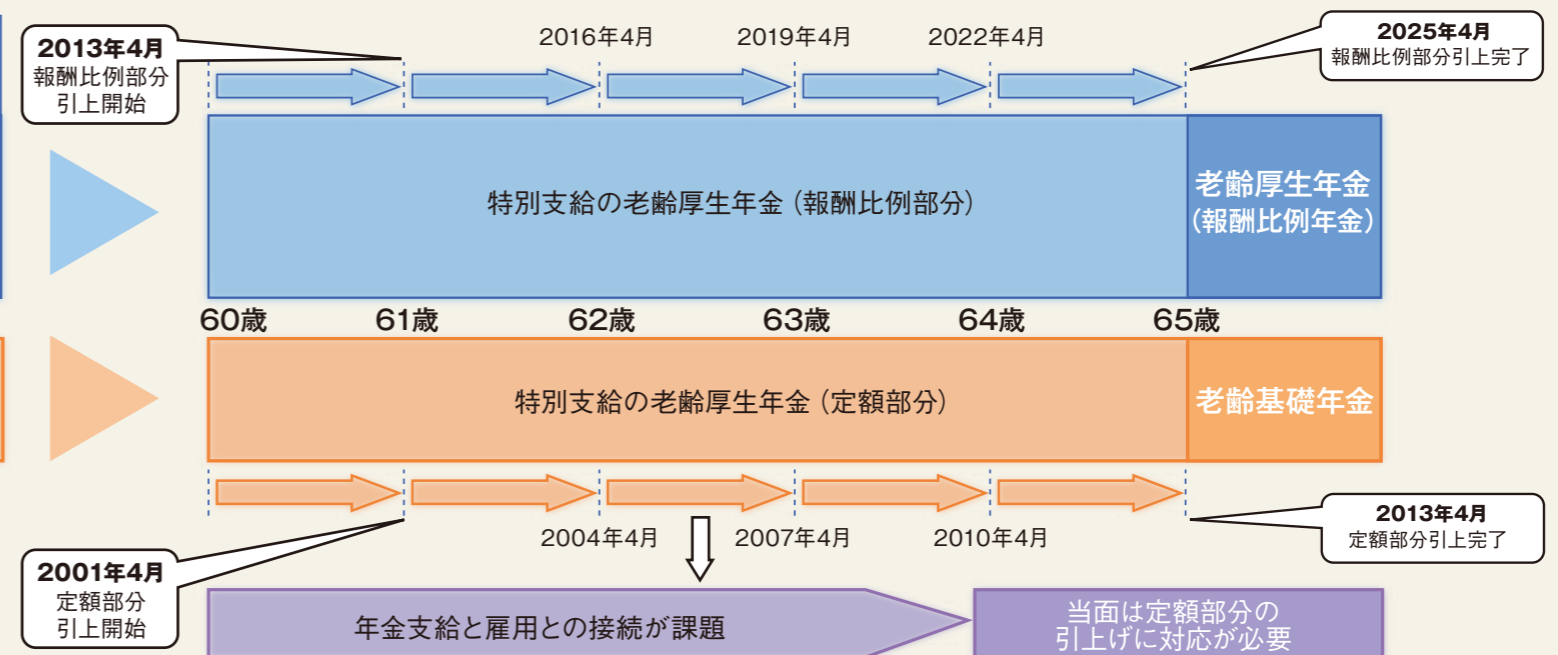 2013年4月
報酬比例部分
引上開始
2016年4月
2019年4月
2022年4月
2025年4月
報酬比例部分引上完了
特別支給の老齢厚生年金（報酬比例部分）
老齢厚生年金
（報酬比例年金）
60歳
61歳
62歳
63歳
64歳
65歳
特別支給の老齢厚生年金（定額部分）
老齢基礎年金
2001年4月
定額部分
引上開始
2004年4月
2007年4月
2010年4月
2013年4月
定額部分引上完了
年金支給と雇用との接続が課題
当面は定額部分の
引上げに対応が必要